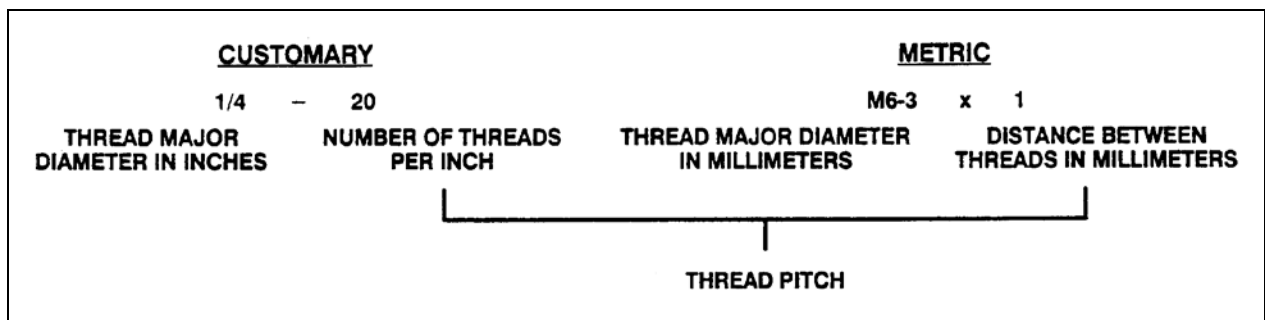 CUSTOMARY
1/4 – 20
THREAD MAJOR
DIAMETER IN INCHES
NUMBER OF THREADS
PER INCH
METRIC
M6-3 x 1
THREAD MAJOR DIAMETER
IN MILLIMETERS
DISTANCE BETWEEN
THREADS IN MILLIMETERS
THREAD PITCH